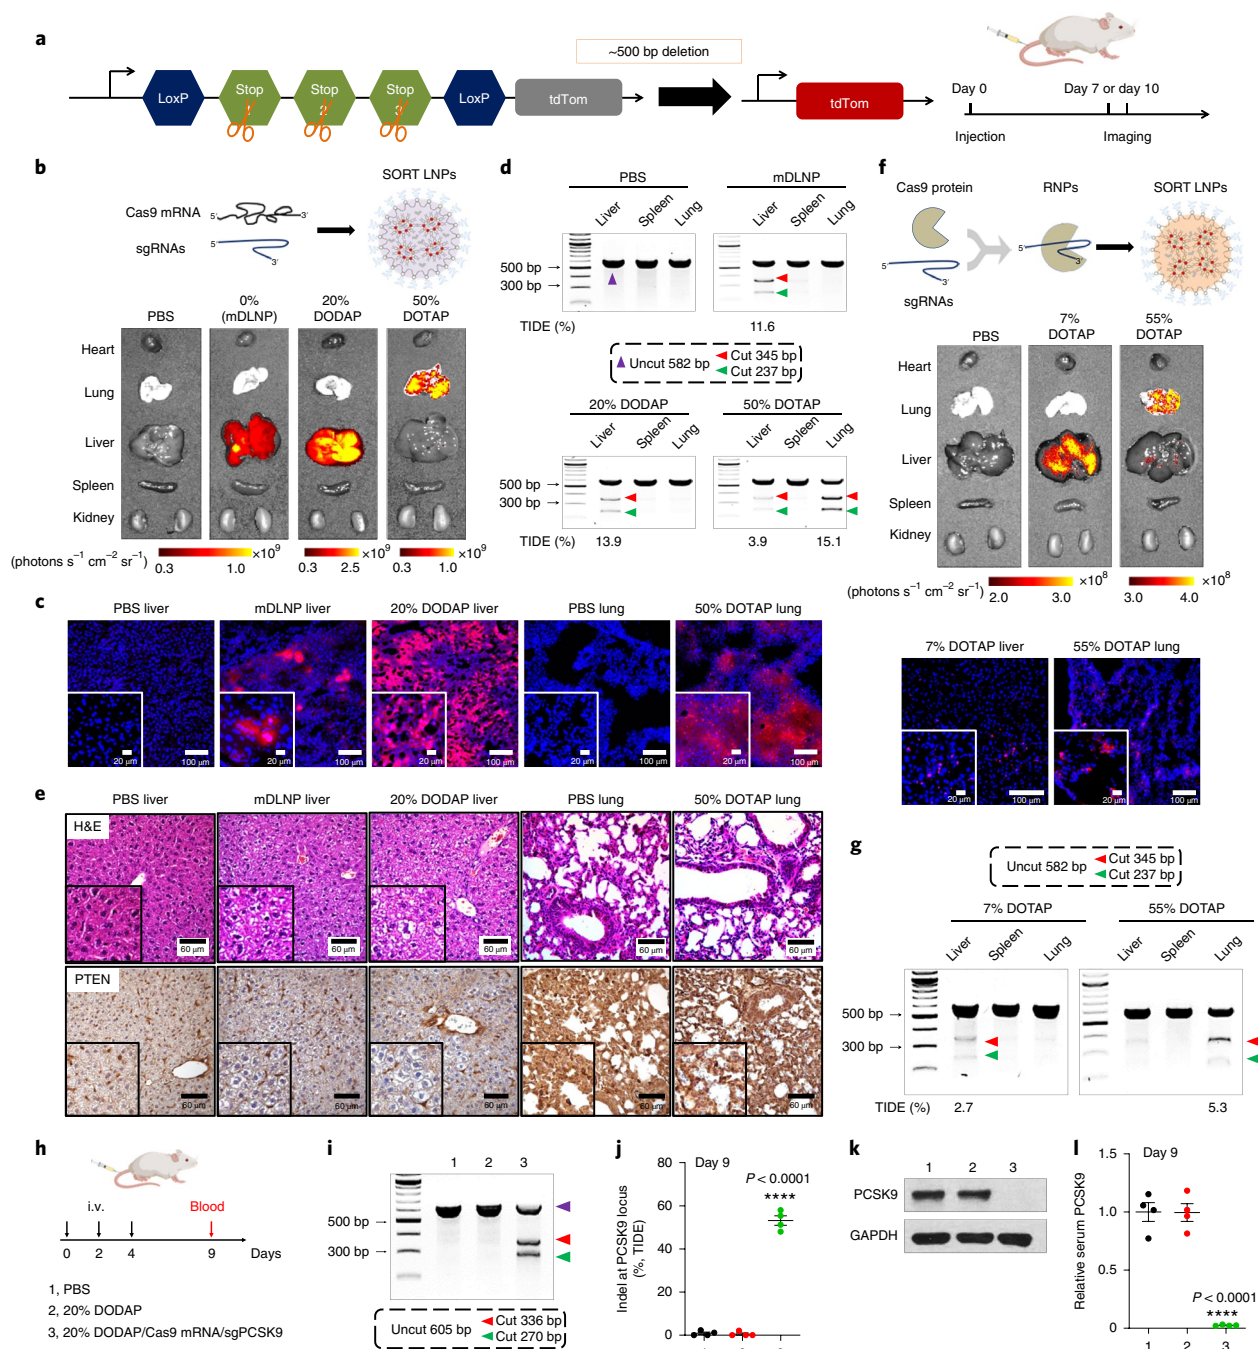 a
~500 bp deletion
LoxP
Stop
1
Stop
2
Stop
3
LoxP
tdTom
tdTom
Day 0
Day 7 or day 10
Injection
Imaging
b
SORT LNPs
Cas9 mRNA
5′
3′
sgRNAs
5′
3′
PBS
0%
(mDLNP)
20%
DODAP
50%
DOTAP
Heart
Lung
Liver
Spleen
Kidney
(photons s⁻¹ cm⁻² sr⁻¹)
×10⁹
0.3 1.0
×10⁹
0.3 2.5
×10⁹
0.3 1.0
c
PBS liver
mDLNP liver
20% DODAP liver
PBS lung
50% DOTAP lung
20 μm 100 μm
20 μm 100 μm
20 μm 100 μm
20 μm 100 μm
20 μm 100 μm
d
PBS
mDLNP
Liver Spleen Lung
Liver Spleen Lung
500 bp
300 bp
TIDE (%) 11.6
Uncut 582 bp
Cut 345 bp
Cut 237 bp
20% DODAP
50% DOTAP
Liver Spleen Lung
Liver Spleen Lung
500 bp
300 bp
TIDE (%) 13.9 3.9 15.1
e
PBS liver
mDLNP liver
20% DODAP liver
PBS lung
50% DOTAP lung
H&E
60 μm
60 μm
60 μm
60 μm
60 μm
PTEN
60 μm
60 μm
60 μm
60 μm
60 μm
f
Cas9 protein
RNPs
SORT LNPs
5′
3′
5′
3′
sgRNAs
PBS
7%
DOTAP
55%
DOTAP
Heart
Lung
Liver
Spleen
Kidney
(photons s⁻¹ cm⁻² sr⁻¹)
×10⁸
2.0 3.0
×10⁸
3.0 4.0
7% DOTAP liver
55% DOTAP lung
20 μm 100 μm
20 μm 100 μm
g
Uncut 582 bp
Cut 345 bp
Cut 237 bp
7% DOTAP
55% DOTAP
Liver Spleen Lung
Liver Spleen Lung
500 bp
300 bp
500 bp
300 bp
TIDE (%) 2.7 5.3
h
i.v.
Blood
0 2 4 9 Days
1, PBS
2, 20% DODAP
3, 20% DODAP/Cas9 mRNA/sgPCSK9
i
1 2 3
500 bp
300 bp
Uncut 605 bp
Cut 336 bp
Cut 270 bp
j
Day 9
P < 0.0001
****
Indel at PCSK9 locus
(%, TIDE)
80
60
40
20
0
k
1 2 3
PCSK9
GAPDH
l
Day 9
P < 0.0001
****
Relative serum PCSK9
1.5
1.0
0.5
0
1 2 3